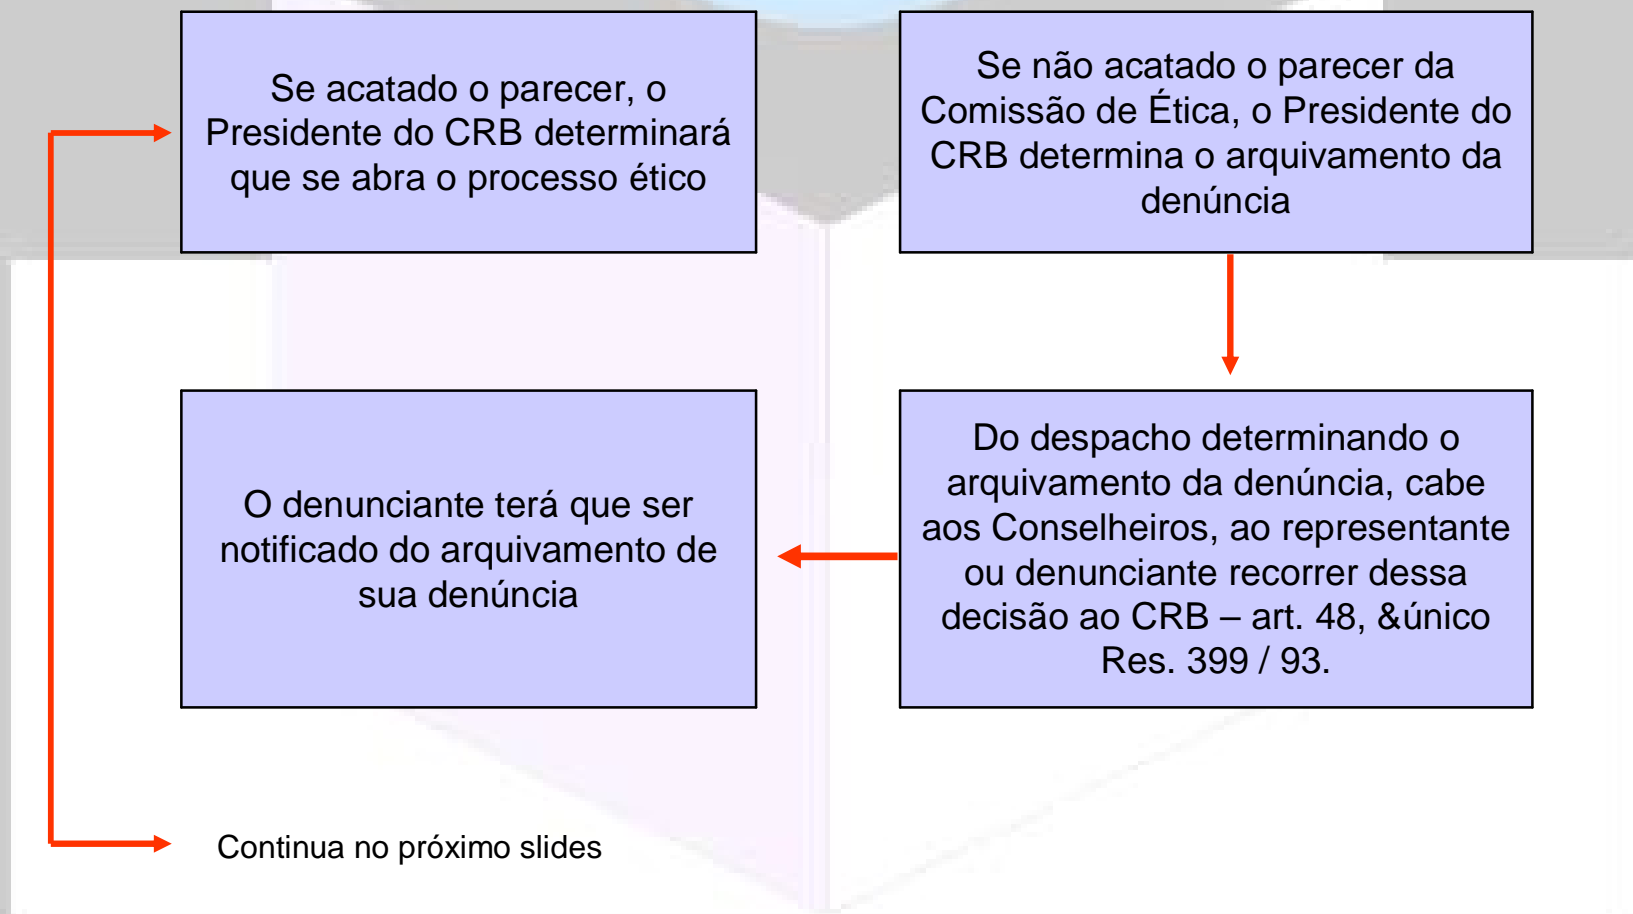 Se acatado o parecer, o
Presidente do CRB determinará
que se abra o processo ético
Se não acatado o parecer da
Comissão de Ética, o Presidente do
CRB determina o arquivamento da
denúncia
O denunciante terá que ser
notificado do arquivamento de
sua denúncia
Do despacho determinando o
arquivamento da denúncia, cabe
aos Conselheiros, ao representante
ou denunciante recorrer dessa
decisão ao CRB – art. 48, &único
Res. 399 / 93.
Continua no próximo slides